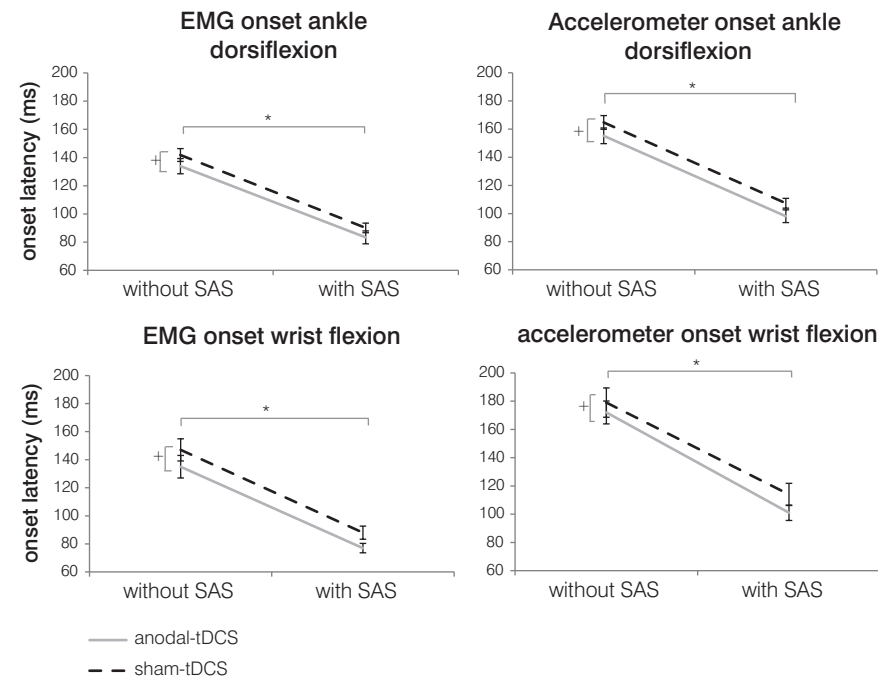 EMG onset ankle
dorsiflexion
onset latency (ms)
200
180
160
140
120
100
80
60
*
+
without SAS
with SAS
Accelerometer onset ankle
dorsiflexion
200
180
160
140
120
100
80
60
*
+
without SAS
with SAS
EMG onset wrist flexion
onset latency (ms)
200
180
160
140
120
100
80
60
*
+
without SAS
with SAS
accelerometer onset wrist flexion
200
180
160
140
120
100
80
60
*
+
without SAS
with SAS
anodal-tDCS
sham-tDCS